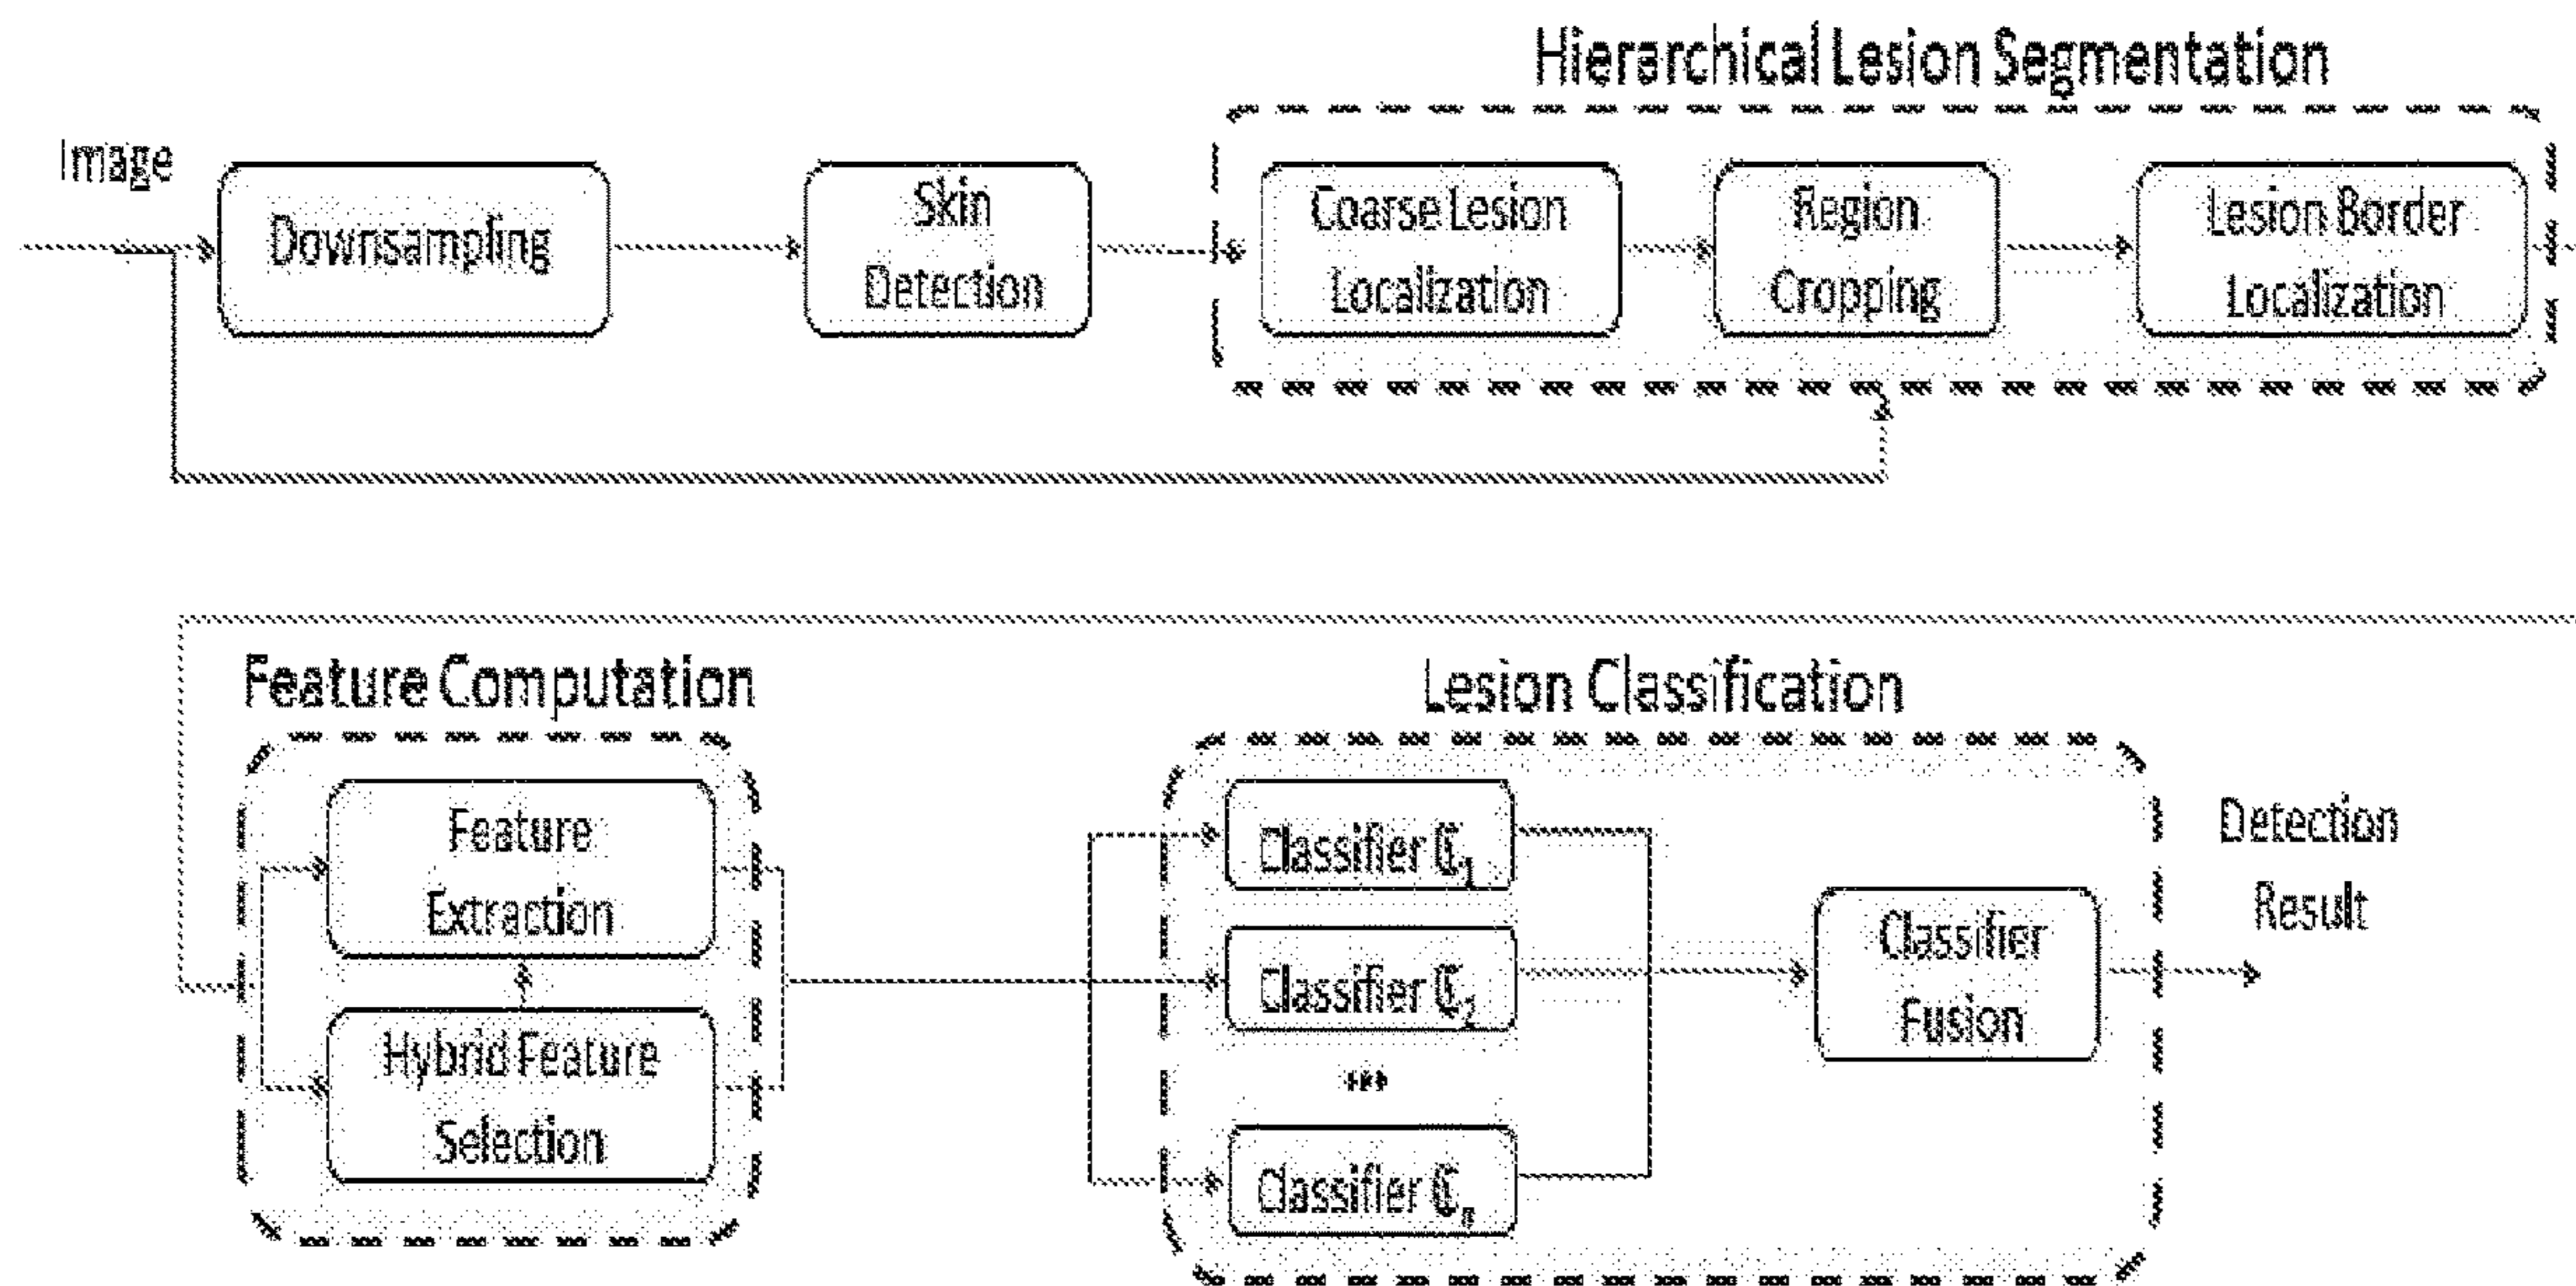 Hierarchical Lesion Segmentation
Image
Downsampling
Skin
Detection
Coarse Lesion
Localization
Region
Cropping
Lesion Border
Localization
Feature Computation
Feature
Extraction
Hybrid Feature
Selection
Lesion Classification
Classifier ℂ₁
Classifier ℂ₂
...
Classifier ℂₙ
Classifier
Fusion
Detection
Result